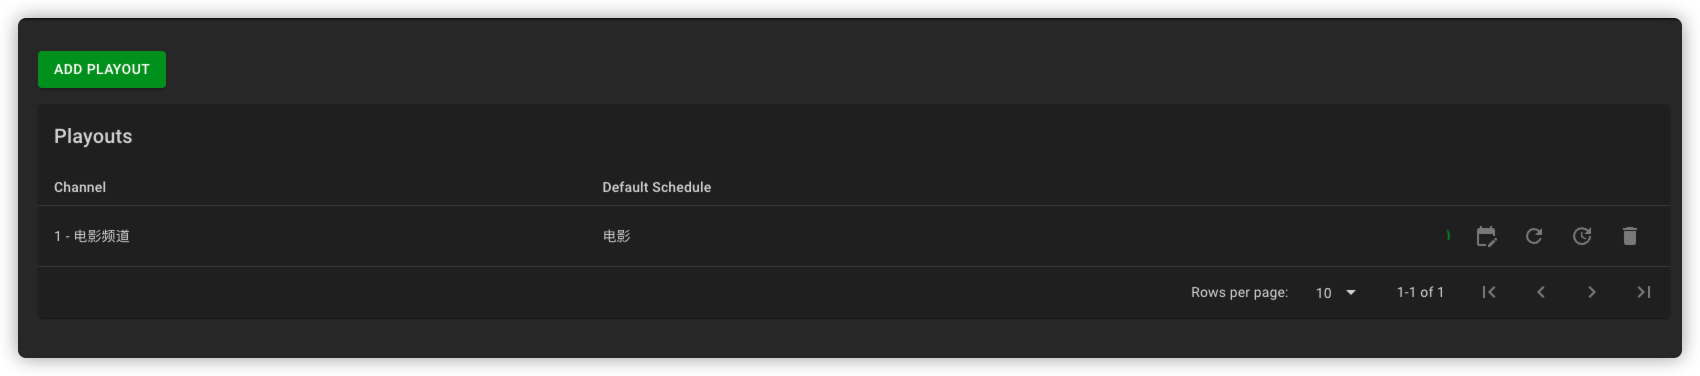 ADD PLAYOUT
Playouts
Channel Default Schedule
1 - 电影频道 电影
Rows per page: 10 1-1 of 1